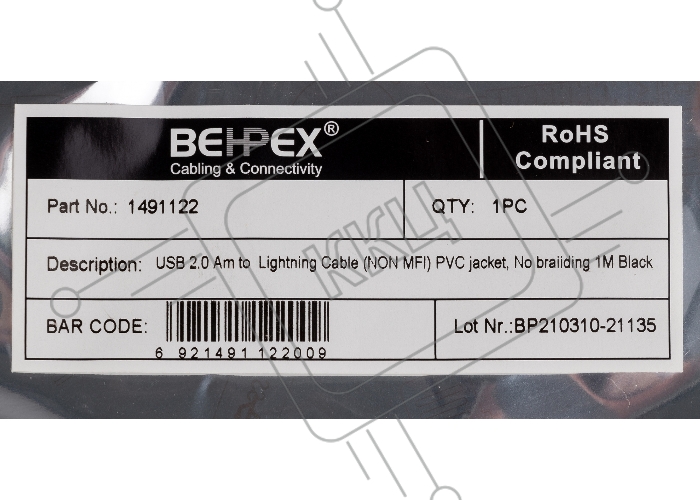 BEHPEX®
Cabling & Connectivity
RoHS
Compliant
Part No.: 1491122
QTY: 1PC
Description: USB 2.0 Am to Lightning Cable (NON MFI) PVC jacket, No braiiding 1M Black
BAR CODE:
6 921491 122009
Lot Nr.:BP210310-21135
ККЦ